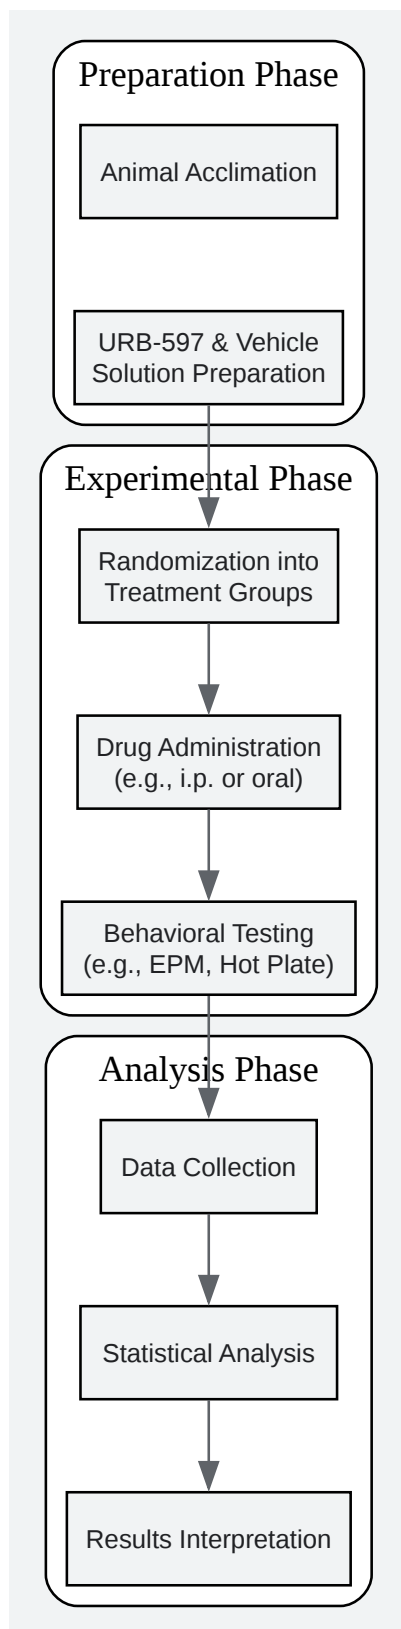 Preparation Phase
Animal Acclimation
URB-597 & Vehicle
Solution Preparation
Experimental Phase
Randomization into
Treatment Groups
Drug Administration
(e.g., i.p. or oral)
Behavioral Testing
(e.g., EPM, Hot Plate)
Analysis Phase
Data Collection
Statistical Analysis
Results Interpretation